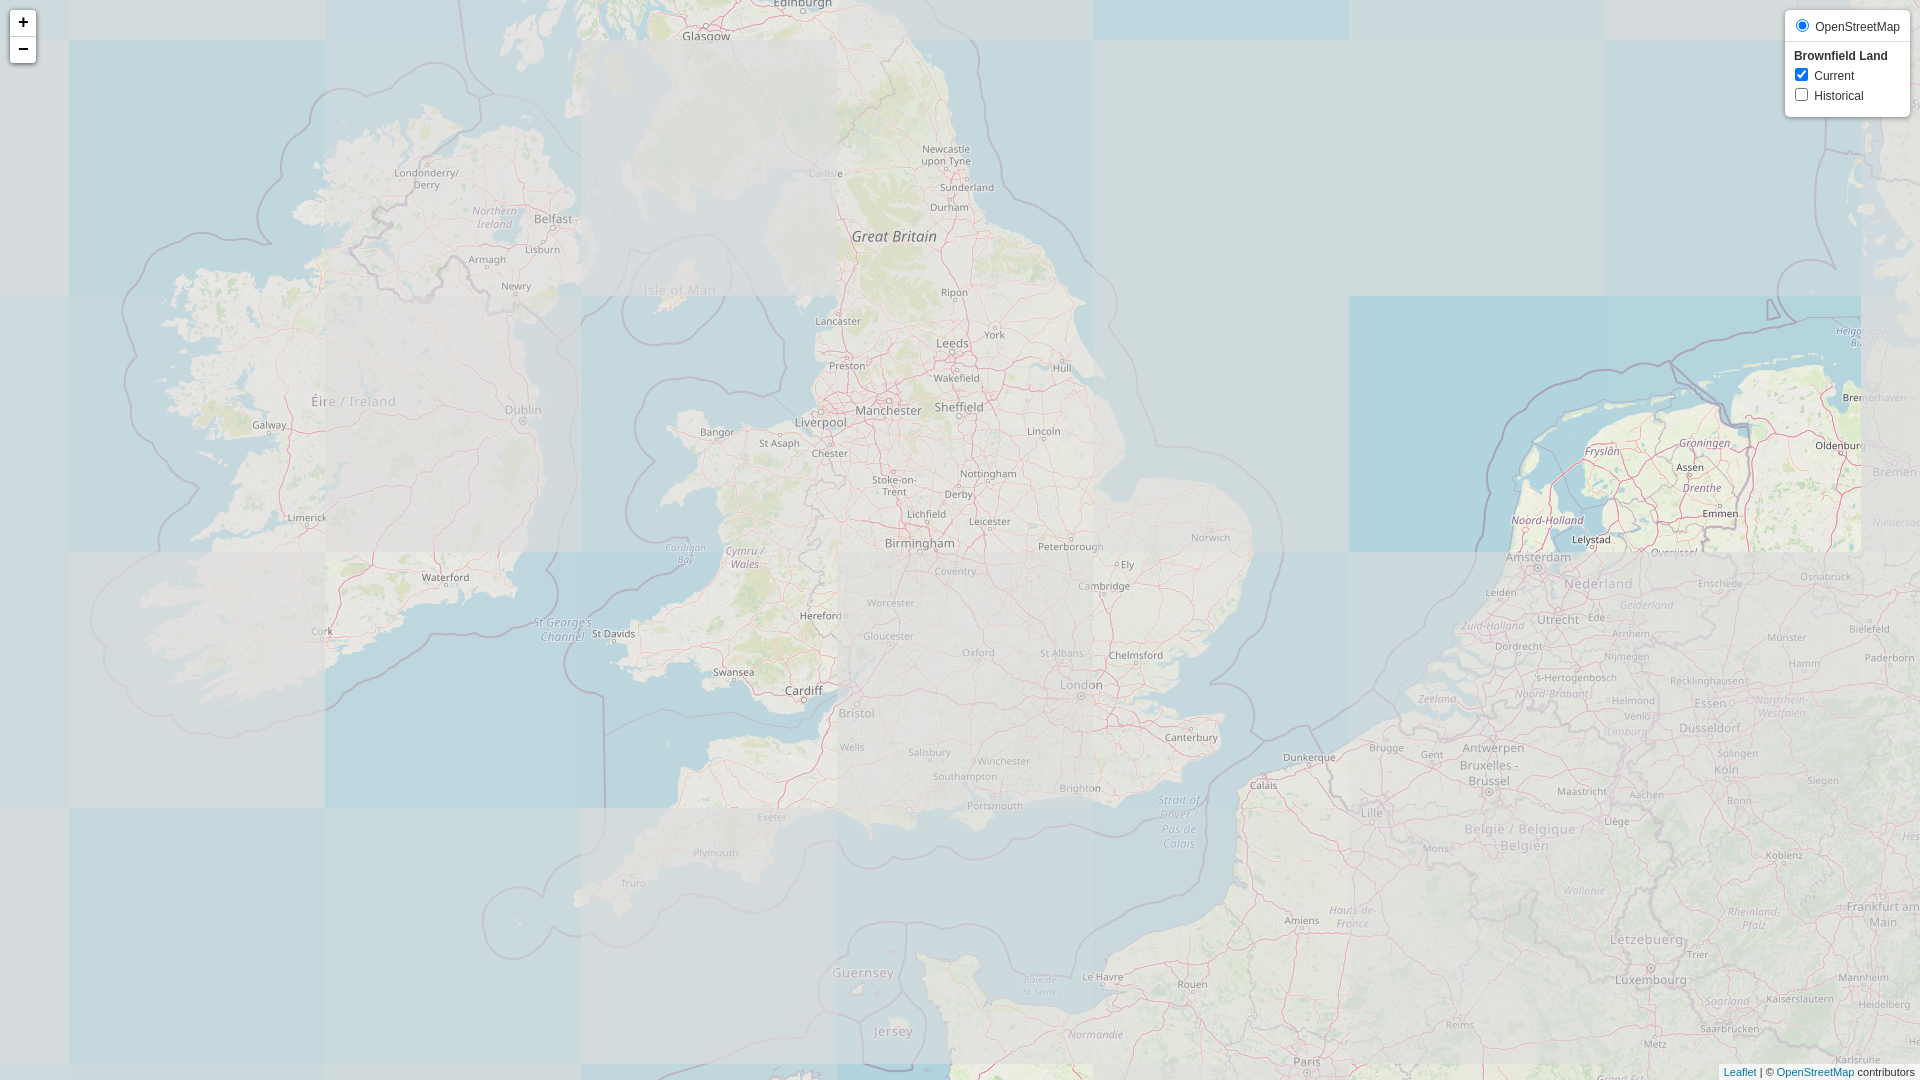 +
−
OpenStreetMap
Brownfield Land
Current
Historical
Edinburgh
Glasgow
Newcastle
upon Tyne
Londonderry/
Derry
Carlisle
Sunderland
Durham
Northern
Ireland
Belfast
Great Britain
Lisburn
Armagh
Newry
Isle of Man
Ripon
Lancaster
York
Leeds
Preston
Hull
Wakefield
Éire / Ireland
Dublin
Manchester
Sheffield
Liverpool
Galway
Bangor
St Asaph
Lincoln
Chester
Nottingham
Stoke-on-
Trent
Derby
Limerick
Lichfield
Leicester
Birmingham
Peterborough
Norwich
Cardigan
Bay
Cymru /
Wales
Coventry
Ely
Waterford
Cambridge
Worcester
Hereford
St George's
Channel
St Davids
Cork
Gloucester
Oxford
St Albans
Chelmsford
Swansea
Cardiff
London
Bristol
Wells
Salisbury
Winchester
Canterbury
Southampton
Brighton
Portsmouth
Exeter
Plymouth
Truro
Strait of
Dover /
Pas de
Calais
Dunkerque
Calais
Guernsey
Jersey
Baie de
la Seine
Le Havre
Rouen
Normandie
Amiens
Hauts-de-
France
Paris
Reims
Bremerhaven
Groningen
Oldenburg
Fryslân
Assen
Bremen
Drenthe
Emmen
Noord-Holland
Lelystad
Amsterdam
Overijssel
Nederland
Enschede
Osnabrück
Leiden
Gelderland
Utrecht
Ede
Zuid-Holland
Arnhem
Münster
Bielefeld
Dordrecht
Nijmegen
Hamm
Paderborn
's-Hertogenbosch
Recklinghausen
Zeeland
Noord-Brabant
Helmond
Essen
Nordrhein-
Westfalen
Venlo
Düsseldorf
Limburg
Brugge
Gent
Antwerpen
Solingen
Bruxelles -
Brussel
Köln
Siegen
Maastricht
Aachen
Bonn
Lille
Liège
België / Belgique /
Belgien
Mons
Koblenz
Wallonie
Rheinland-
Pfalz
Frankfurt am
Main
Lëtzebuerg
Trier
Luxembourg
Mannheim
Saarland
Kaiserslautern
Heidelberg
Saarbrücken
Metz
Karlsruhe
Grand Est
Leaflet | © OpenStreetMap contributors